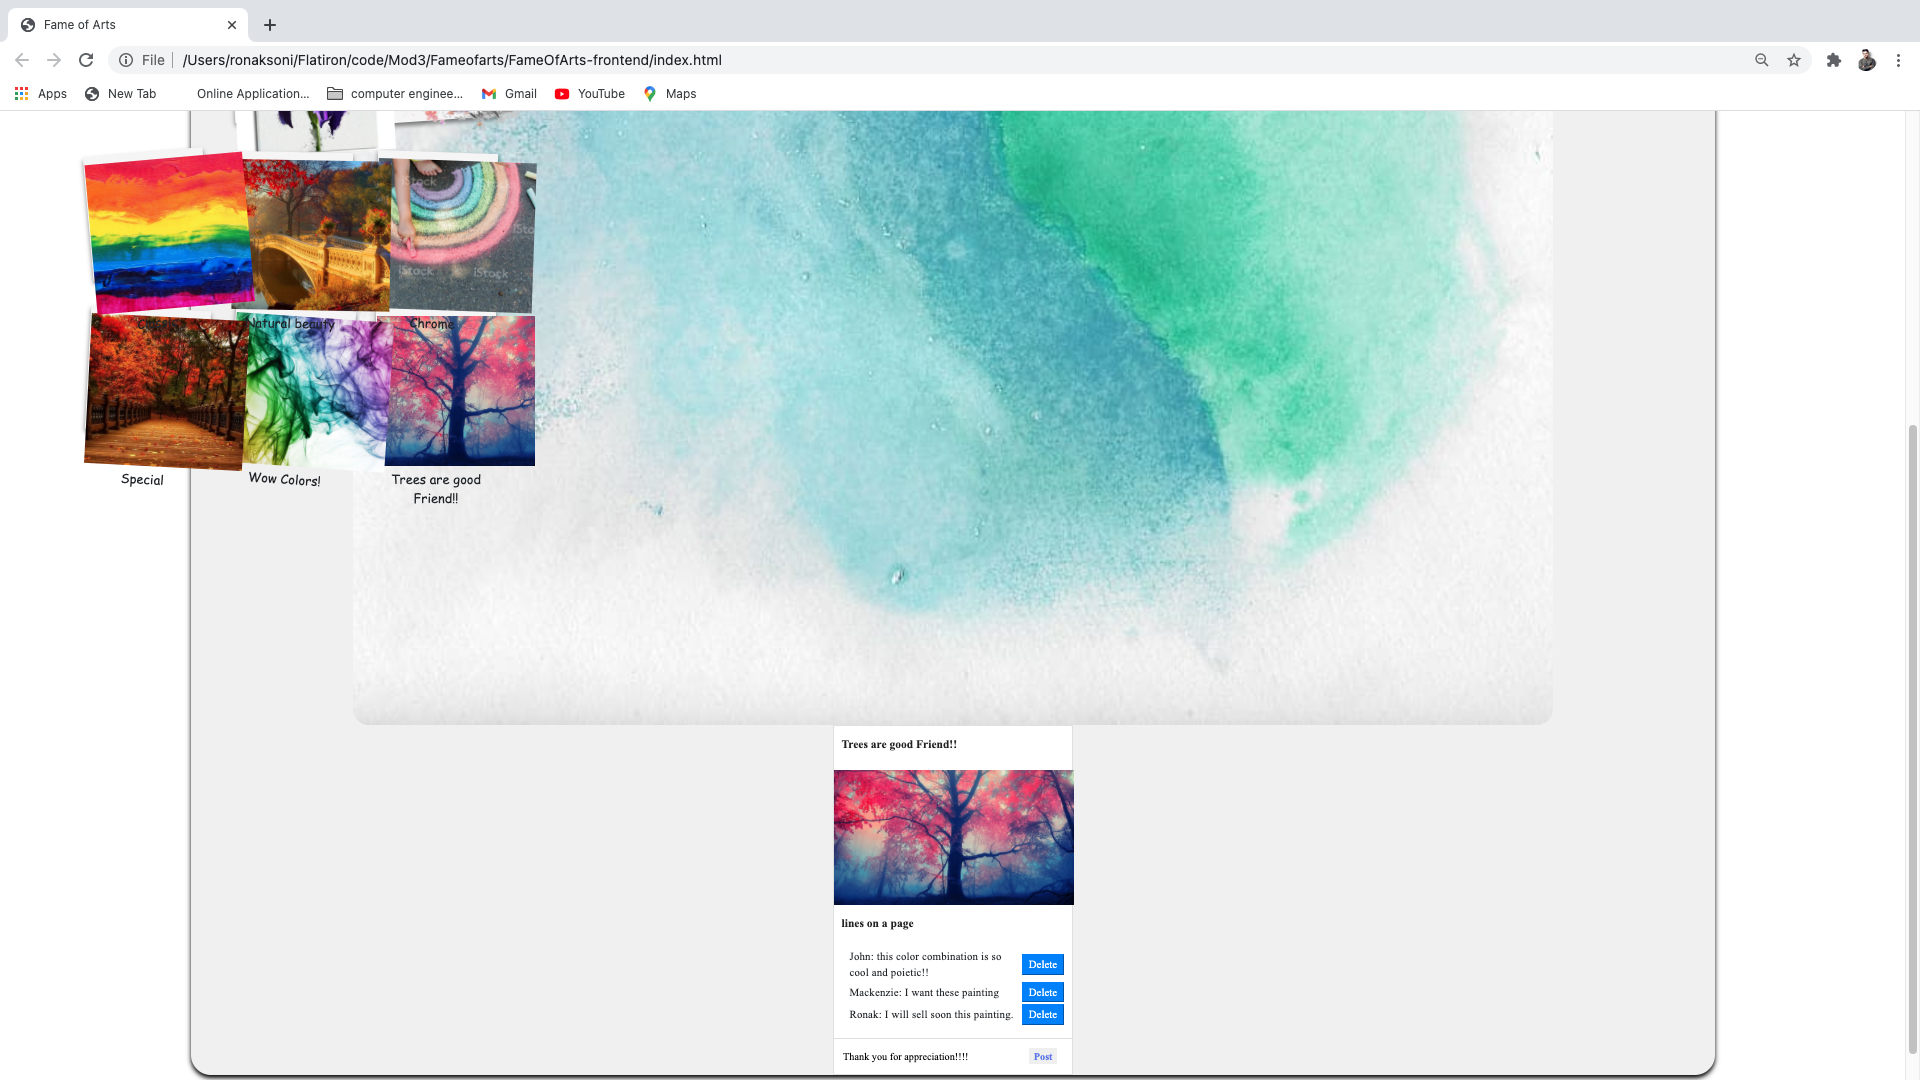 Fame of Arts
File
/Users/ronaksoni/Flatiron/code/Mod3/Fameofarts/FameOfArts-frontend/index.html
Apps
New Tab
Online Application...
computer enginee...
Gmail
YouTube
Maps
iStock
iStock
iStock
Natural beauty
Chrome
Special
Wow Colors!
Trees are good
Friend!!
Trees are good Friend!!
lines on a page
John: this color combination is so
cool and poietic!!
Delete
Mackenzie: I want these painting
Delete
Ronak: I will sell soon this painting.
Delete
Thank you for appreciation!!!!
Post